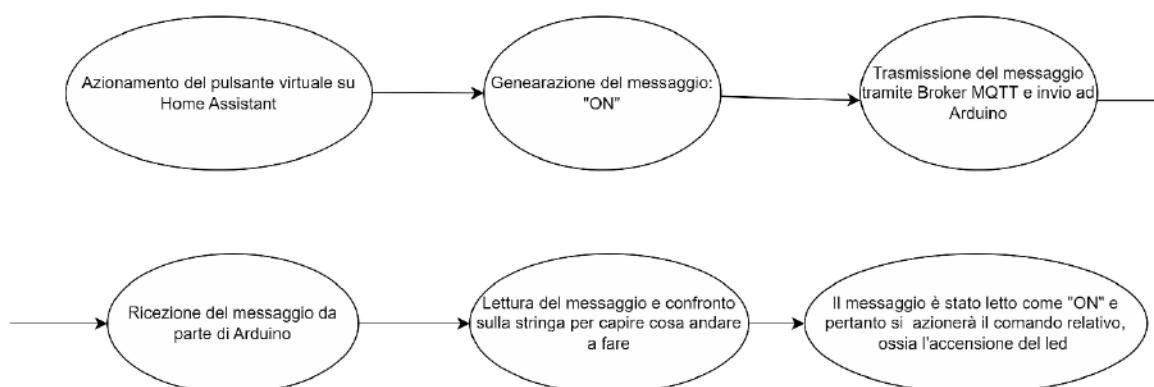 Azionamento del pulsante virtuale su
Home Assistant
Genearazione del messaggio:
"ON"
Trasmissione del messaggio
tramite Broker MQTT e invio ad
Arduino
Ricezione del messaggio da
parte di Arduino
Lettura del messaggio e confronto
sulla stringa per capire cosa andare
a fare
Il messaggio è stato letto come "ON" e
pertanto si azionerà il comando relativo,
ossia l'accensione del led